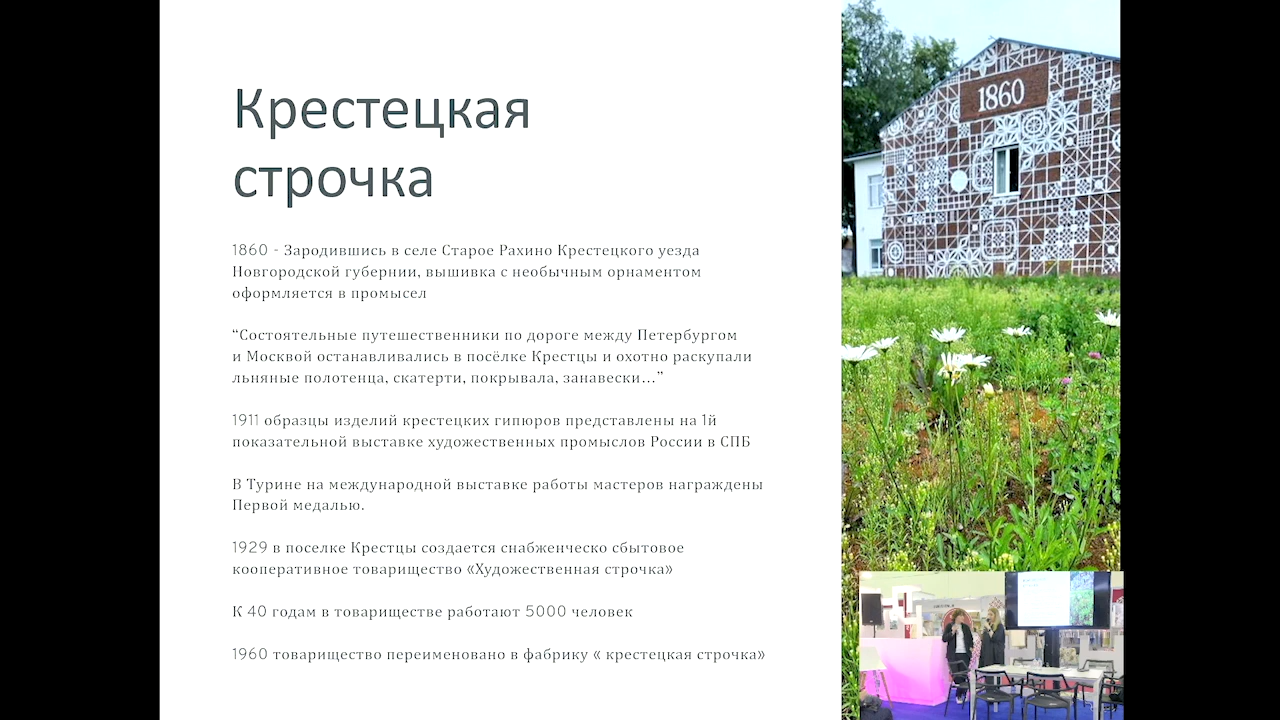 Крестецкая
строчка
1860 - Зародившись в селе Старое Рахино Крестецкого уезда
Новгородской губернии, вышивка с необычным орнаментом
оформляется в промысел
“Состоятельные путешественники по дороге между Петербургом
и Москвой останавливались в посёлке Крестцы и охотно раскупали
льняные полотенца, скатерти, покрывала, занавески...”
1911 образцы изделий крестецких гипюров представлены на 1й
показательной выставке художественных промыслов России в СПБ
В Турине на международной выставке работы мастеров награждены
Первой медалью.
1929 в поселке Крестцы создается снабженческо сбытовое
кооперативное товарищество «Художественная строчка»
К 40 годам в товариществе работают 5000 человек
1960 товарищество переименовано в фабрику « крестецкая строчка»
1860